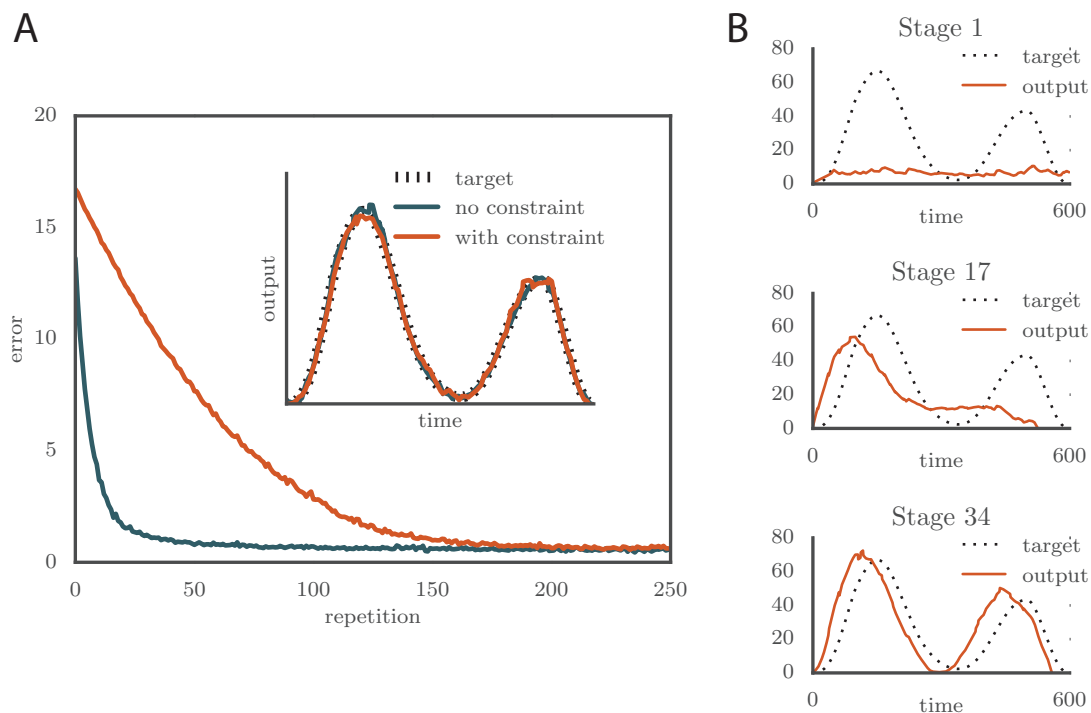 A
20
15
10
5
0
error
0
50
100
150
200
250
repetition
target
no constraint
with constraint
output
time
B
Stage 1
80
60
40
20
0
target
output
0
time
600
Stage 17
80
60
40
20
0
target
output
0
time
600
Stage 34
80
60
40
20
0
target
output
0
time
600